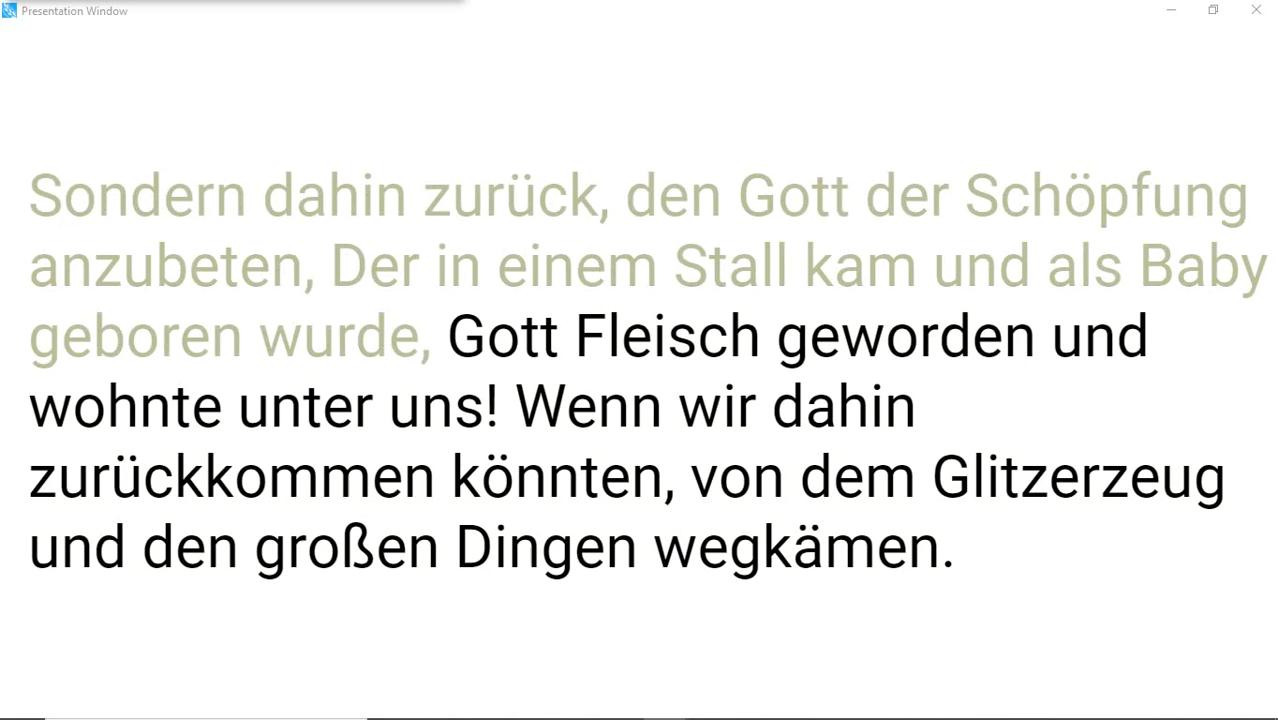 Presentation Window
Sondern dahin zurück, den Gott der Schöpfung
anzubeten, Der in einem Stall kam und als Baby
geboren wurde, Gott Fleisch geworden und
wohnte unter uns! Wenn wir dahin
zurückkommen könnten, von dem Glitzerzeug
und den großen Dingen wegkämen.